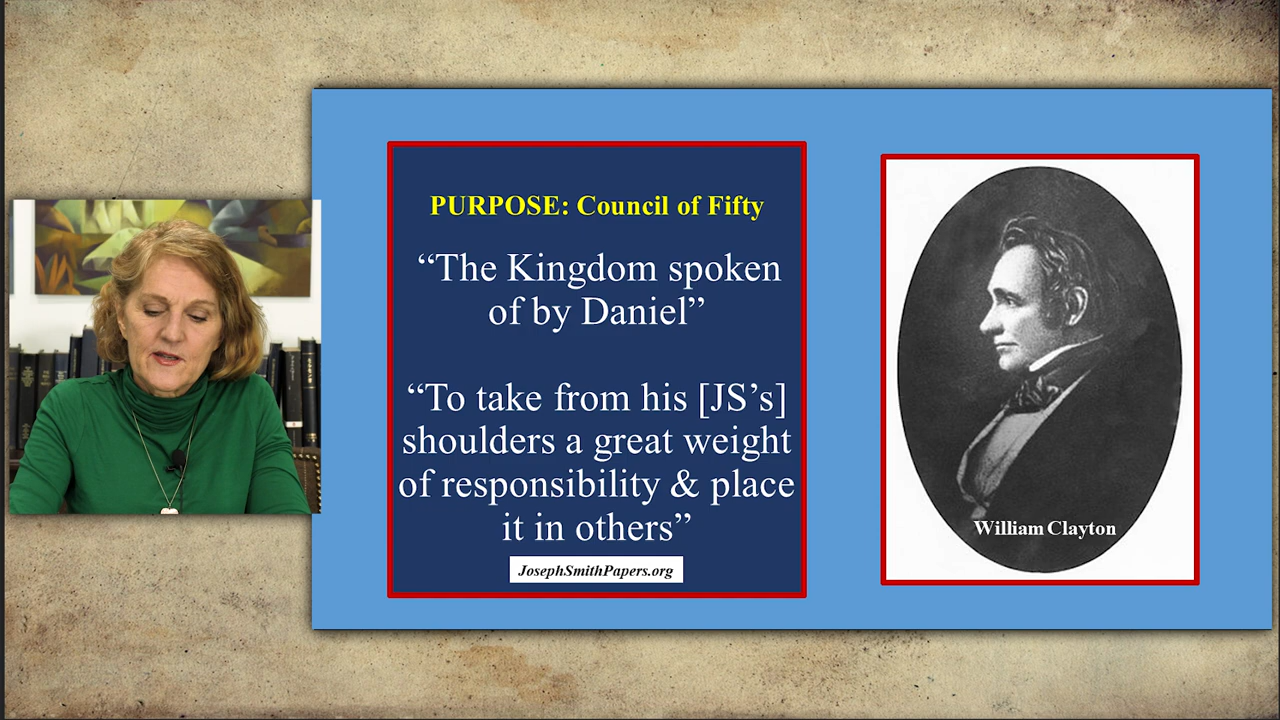 PURPOSE: Council of Fifty
“The Kingdom spoken
of by Daniel”
“To take from his [JS’s]
shoulders a great weight
of responsibility & place
it in others”
JosephSmithPapers.org
William Clayton